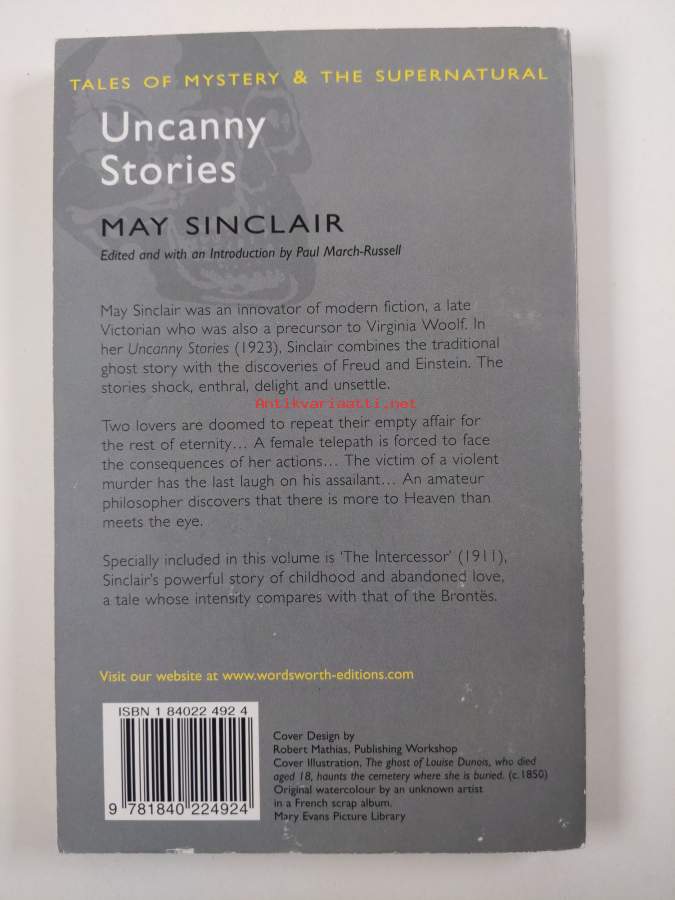 TALES OF MYSTERY & THE SUPERNATURAL
Uncanny
Stories
MAY SINCLAIR
Edited and with an Introduction by Paul March-Russell
May Sinclair was an innovator of modern fiction, a late
Victorian who was also a precursor to Virginia Woolf. In
her Uncanny Stories (1923), Sinclair combines the traditional
ghost story with the discoveries of Freud and Einstein. The
stories shock, enthral, delight and unsettle.
Antikvariaatti.net
Two lovers are doomed to repeat their empty affair for
the rest of eternity… A female telepath is forced to face
the consequences of her actions… The victim of a violent
murder has the last laugh on his assailant… An amateur
philosopher discovers that there is more to Heaven than
meets the eye.
Specially included in this volume is ‘The Intercessor’ (1911),
Sinclair’s powerful story of childhood and abandoned love,
a tale whose intensity compares with that of the Brontës.
Visit our website at www.wordsworth-editions.com
ISBN 1 84022 492 4
9 781840 224924
Cover Design by
Robert Mathias, Publishing Workshop
Cover Illustration, The ghost of Louise Dunois, who died
aged 18, haunts the cemetery where she is buried. (c.1850)
Original watercolour by an unknown artist
in a French scrap album.
Mary Evans Picture Library